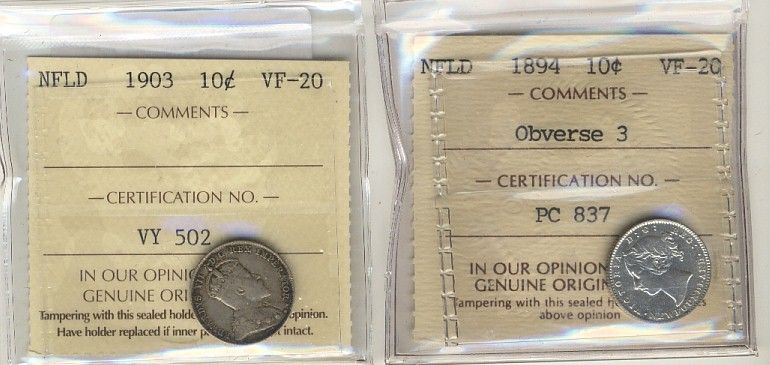 NFLD 1903 10¢ VF-20
— COMMENTS —
— CERTIFICATION NO. —
VY 502
IN OUR OPINION
GENUINE ORI
Tampering with this sealed holde opinion.
Have holder replaced if inner p intact.
NFLD 1894 10¢ VF-20
— COMMENTS —
Obverse 3
— CERTIFICATION NO. —
PC 837
IN OUR OPINION
GENUINE ORIGIN
Tampering with this sealed h
above opinion